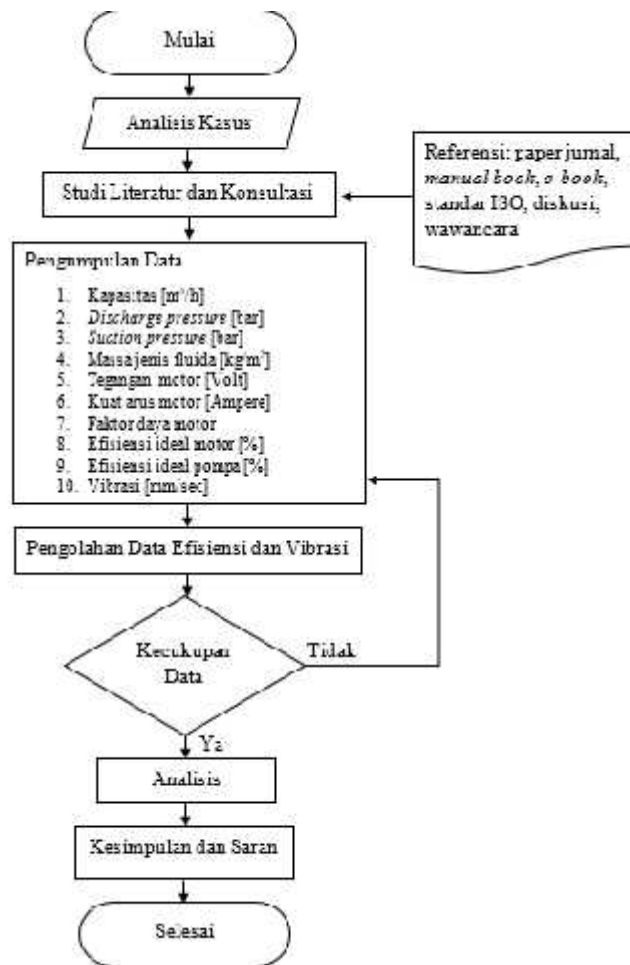 Mulai
Analisis Kasus
Studi Literatur dan Konsultasi
Referensi: paper jurnal,
manual book, e-book,
standar ISO, diskusi,
wawancara
Pengumpulan Data
1. Kapasitas [m³/h]
2. Discharge pressure [bar]
3. Suction pressure [bar]
4. Massa jenis fluida [kg/m³]
5. Tegangan motor [Volt]
6. Kuat arus motor [Ampere]
7. Faktor daya motor
8. Efisiensi ideal motor [%]
9. Efisiensi ideal pompa [%]
10. Vibrasi [mm/sec]
Pengolahan Data Efisiensi dan Vibrasi
Kecukupan
Data
Tidak
Ya
Analisis
Kesimpulan dan Saran
Selesai